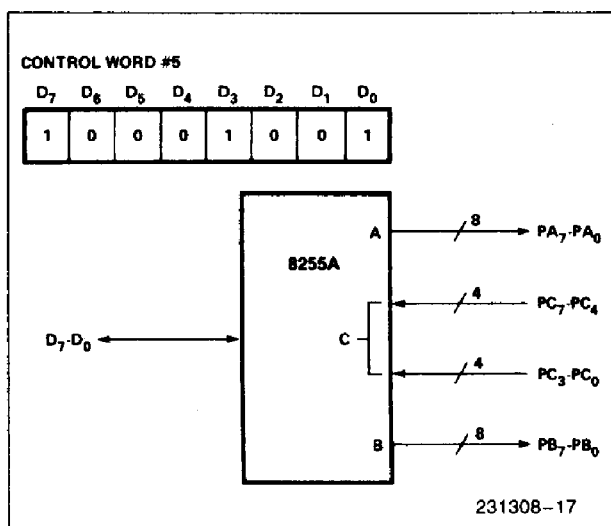 CONTROL WORD #5
D7 D6 D5 D4 D3 D2 D1 D0
1 0 0 0 1 0 0 1
A 8 PA7-PA0
8255A
4 PC7-PC4
D7-D0 C
4 PC3-PC0
B 8 PB7-PB0
231308-17